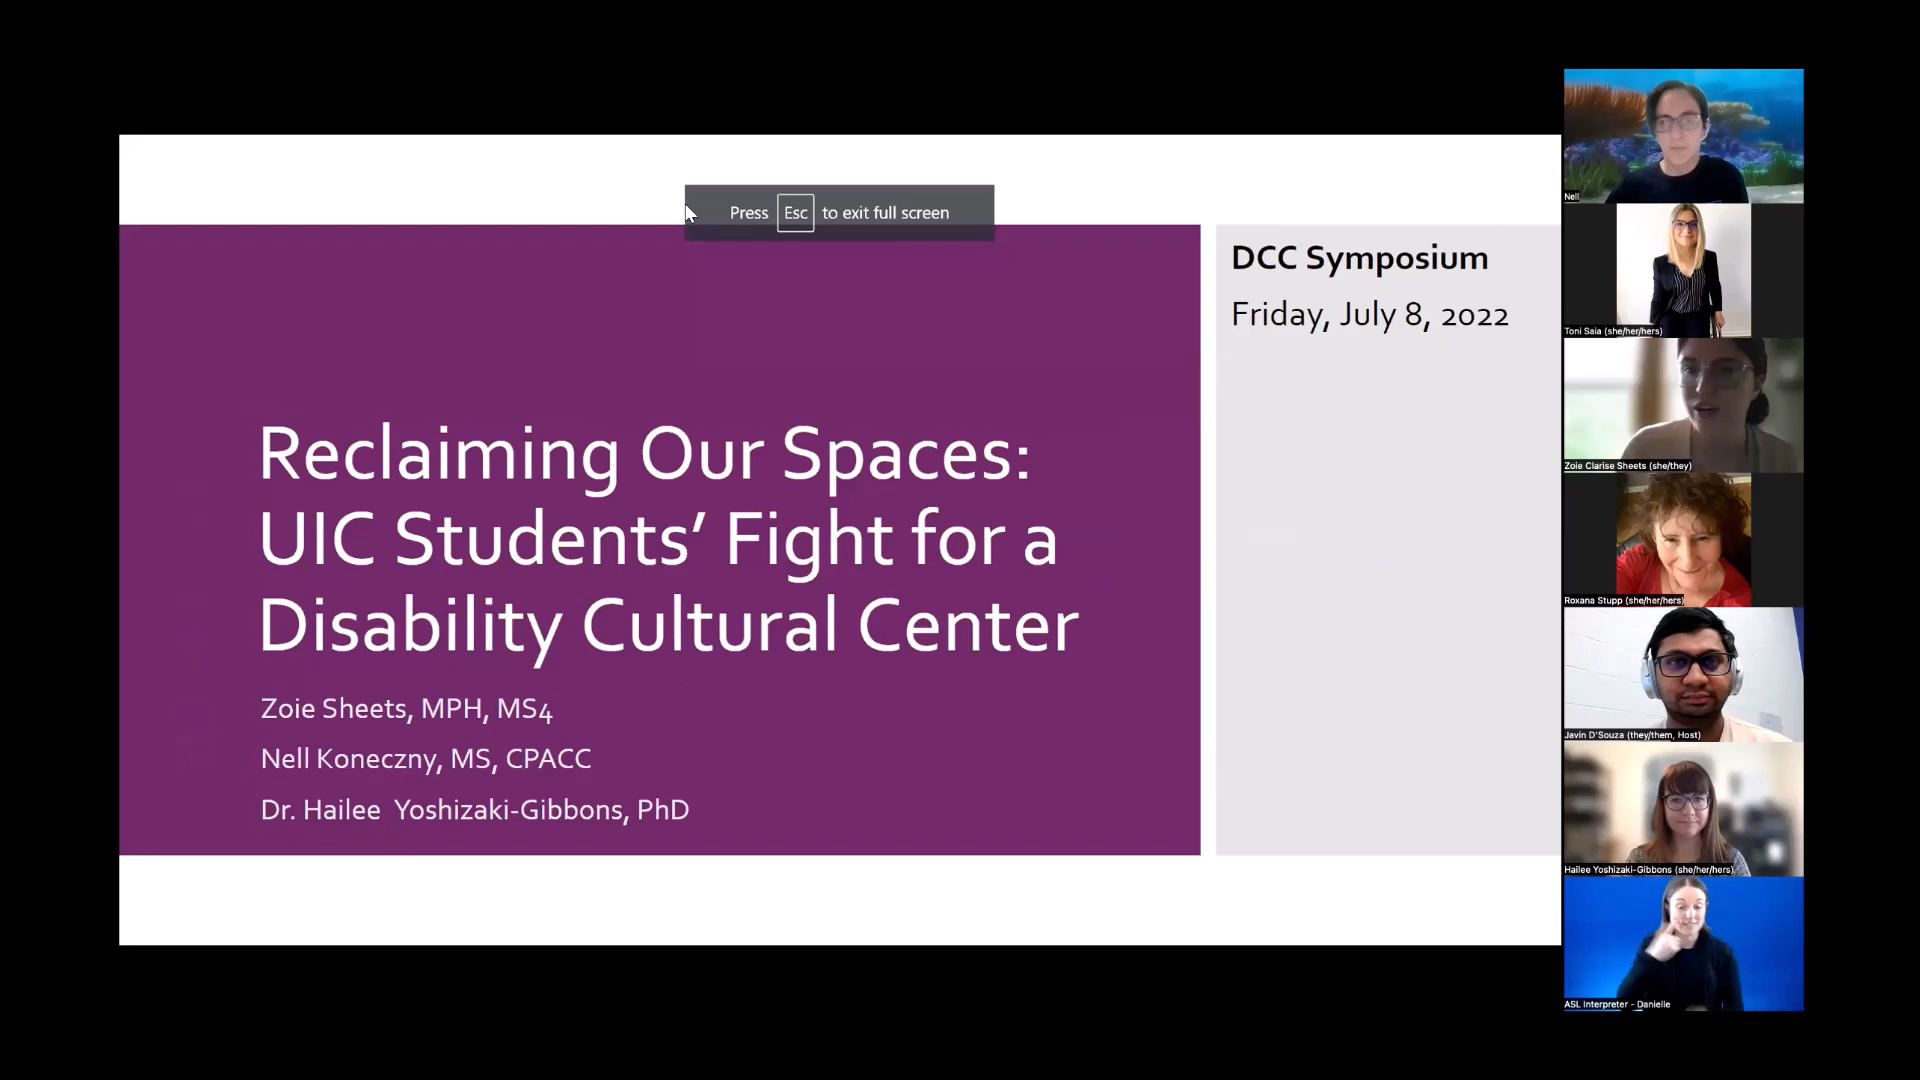 Press Esc to exit full screen
DCC Symposium
Friday, July 8, 2022
Reclaiming Our Spaces:
UIC Students’ Fight for a
Disability Cultural Center
Zoie Sheets, MPH, MS4
Nell Koneczny, MS, CPACC
Dr. Hailee  Yoshizaki-Gibbons, PhD
Nell
Toni Saia (she/her/hers)
Zoie Clarise Sheets (she/they)
Roxana Stupp (she/her/hers)
Javin D'Souza (they/them, Host)
Hailee Yoshizaki-Gibbons (she/her/hers)
ASL Interpreter - Danielle